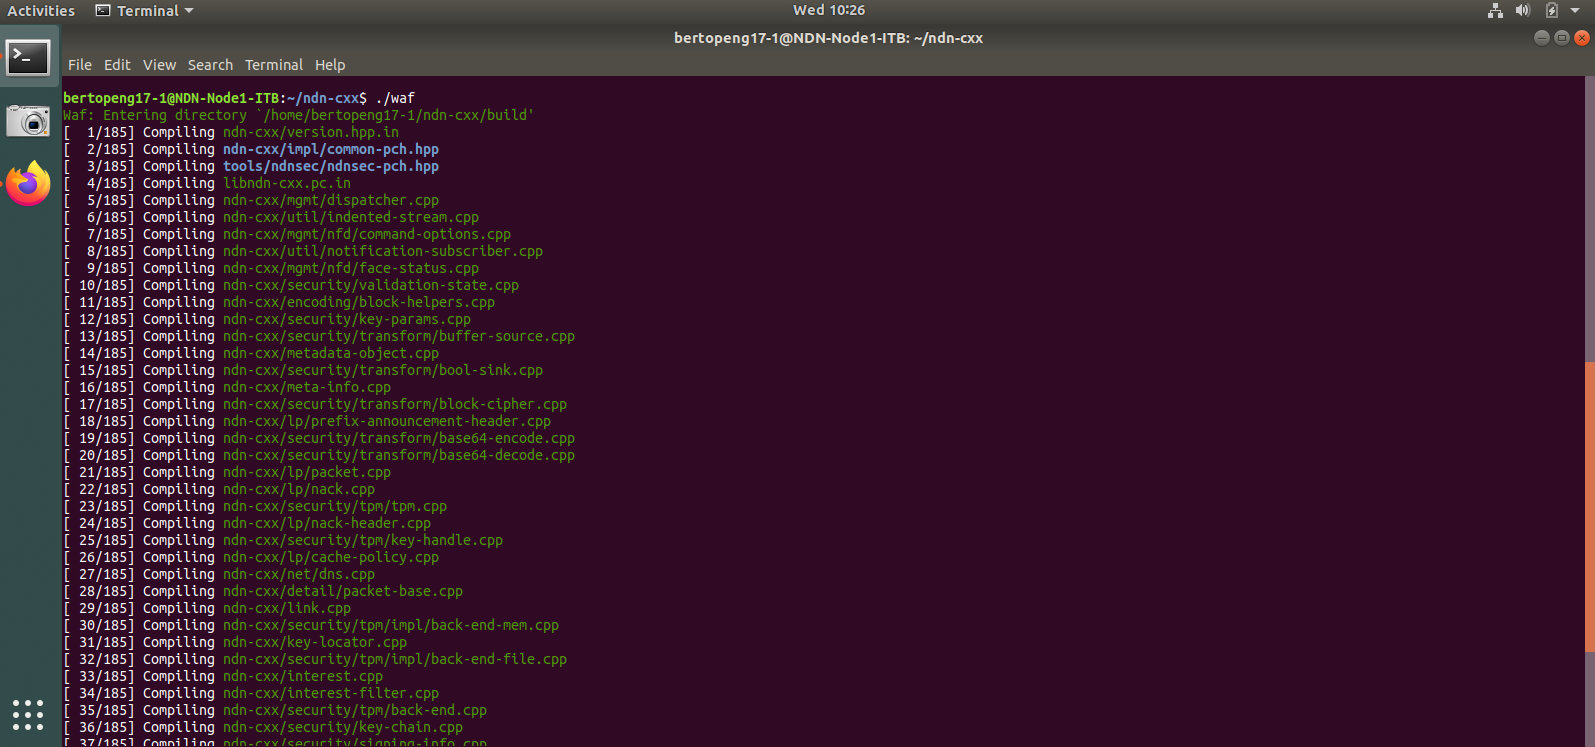 Activities Terminal Wed 10:26
bertopeng17-1@NDN-Node1-ITB: ~/ndn-cxx
File Edit View Search Terminal Help
bertopeng17-1@NDN-Node1-ITB:~/ndn-cxx$ ./waf
Waf: Entering directory `/home/bertopeng17-1/ndn-cxx/build'
[  1/185] Compiling ndn-cxx/version.hpp.in
[  2/185] Compiling ndn-cxx/impl/common-pch.hpp
[  3/185] Compiling tools/ndnsec/ndnsec-pch.hpp
[  4/185] Compiling libndn-cxx.pc.in
[  5/185] Compiling ndn-cxx/mgmt/dispatcher.cpp
[  6/185] Compiling ndn-cxx/util/indented-stream.cpp
[  7/185] Compiling ndn-cxx/mgmt/nfd/command-options.cpp
[  8/185] Compiling ndn-cxx/util/notification-subscriber.cpp
[  9/185] Compiling ndn-cxx/mgmt/nfd/face-status.cpp
[ 10/185] Compiling ndn-cxx/security/validation-state.cpp
[ 11/185] Compiling ndn-cxx/encoding/block-helpers.cpp
[ 12/185] Compiling ndn-cxx/security/key-params.cpp
[ 13/185] Compiling ndn-cxx/security/transform/buffer-source.cpp
[ 14/185] Compiling ndn-cxx/metadata-object.cpp
[ 15/185] Compiling ndn-cxx/security/transform/bool-sink.cpp
[ 16/185] Compiling ndn-cxx/meta-info.cpp
[ 17/185] Compiling ndn-cxx/security/transform/block-cipher.cpp
[ 18/185] Compiling ndn-cxx/lp/prefix-announcement-header.cpp
[ 19/185] Compiling ndn-cxx/security/transform/base64-encode.cpp
[ 20/185] Compiling ndn-cxx/security/transform/base64-decode.cpp
[ 21/185] Compiling ndn-cxx/lp/packet.cpp
[ 22/185] Compiling ndn-cxx/lp/nack.cpp
[ 23/185] Compiling ndn-cxx/security/tpm/tpm.cpp
[ 24/185] Compiling ndn-cxx/lp/nack-header.cpp
[ 25/185] Compiling ndn-cxx/security/tpm/key-handle.cpp
[ 26/185] Compiling ndn-cxx/lp/cache-policy.cpp
[ 27/185] Compiling ndn-cxx/net/dns.cpp
[ 28/185] Compiling ndn-cxx/detail/packet-base.cpp
[ 29/185] Compiling ndn-cxx/link.cpp
[ 30/185] Compiling ndn-cxx/security/tpm/impl/back-end-mem.cpp
[ 31/185] Compiling ndn-cxx/key-locator.cpp
[ 32/185] Compiling ndn-cxx/security/tpm/impl/back-end-file.cpp
[ 33/185] Compiling ndn-cxx/interest.cpp
[ 34/185] Compiling ndn-cxx/interest-filter.cpp
[ 35/185] Compiling ndn-cxx/security/tpm/back-end.cpp
[ 36/185] Compiling ndn-cxx/security/key-chain.cpp
[ 37/185] Compiling ndn-cxx/security/signing-info.cpp